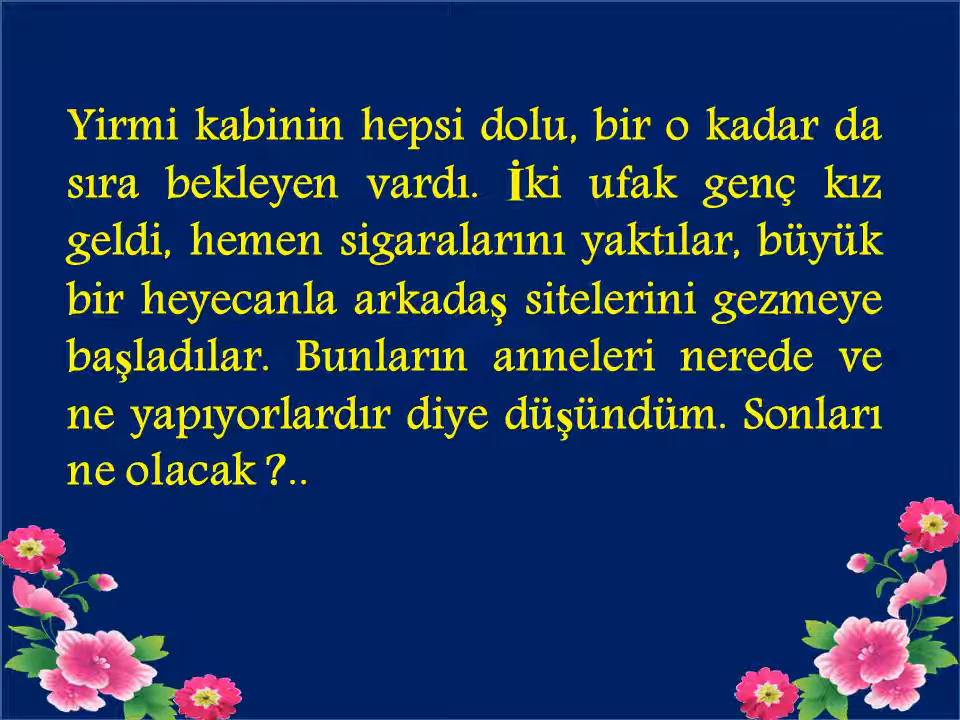 Yirmi kabinin hepsi dolu, bir o kadar da
sıra bekleyen vardı. İki ufak genç kız
geldi, hemen sigaralarını yaktılar, büyük
bir heyecanla arkadaş sitelerini gezmeye
başladılar. Bunların anneleri nerede ve
ne yapıyorlardır diye düşündüm. Sonları
ne olacak ?..